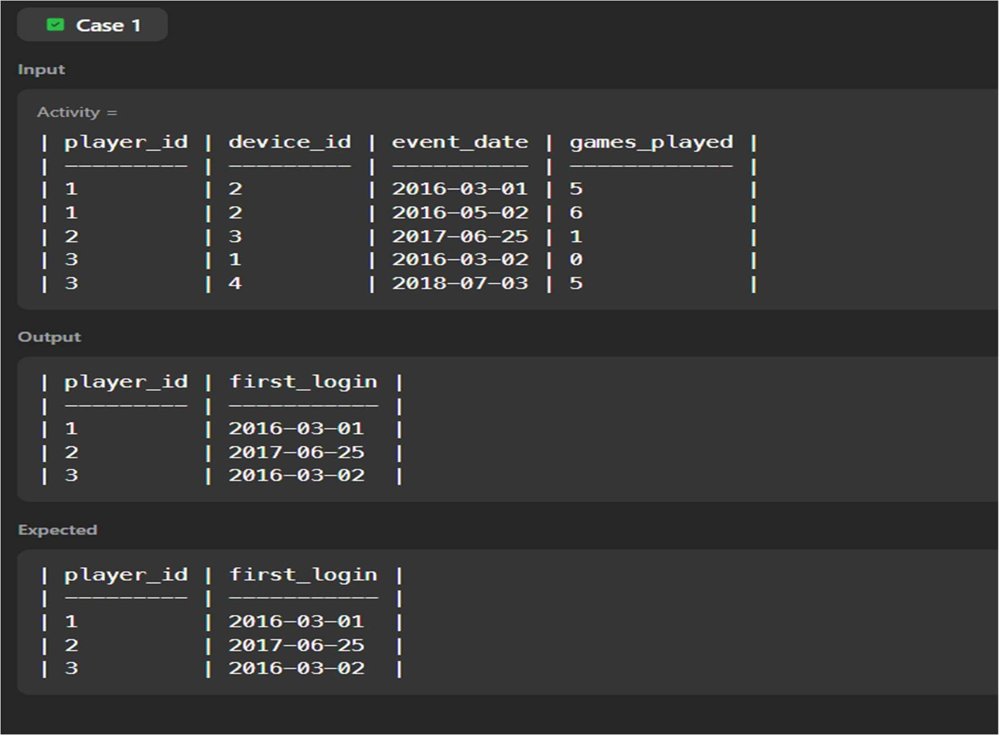 Case 1
Input
Activity =
| player_id | device_id | event_date | games_played |
| --------- | --------- | ---------- | ------------ |
| 1         | 2         | 2016-03-01 | 5            |
| 1         | 2         | 2016-05-02 | 6            |
| 2         | 3         | 2017-06-25 | 1            |
| 3         | 1         | 2016-03-02 | 0            |
| 3         | 4         | 2018-07-03 | 5            |
Output
| player_id | first_login |
| --------- | ----------- |
| 1         | 2016-03-01  |
| 2         | 2017-06-25  |
| 3         | 2016-03-02  |
Expected
| player_id | first_login |
| --------- | ----------- |
| 1         | 2016-03-01  |
| 2         | 2017-06-25  |
| 3         | 2016-03-02  |